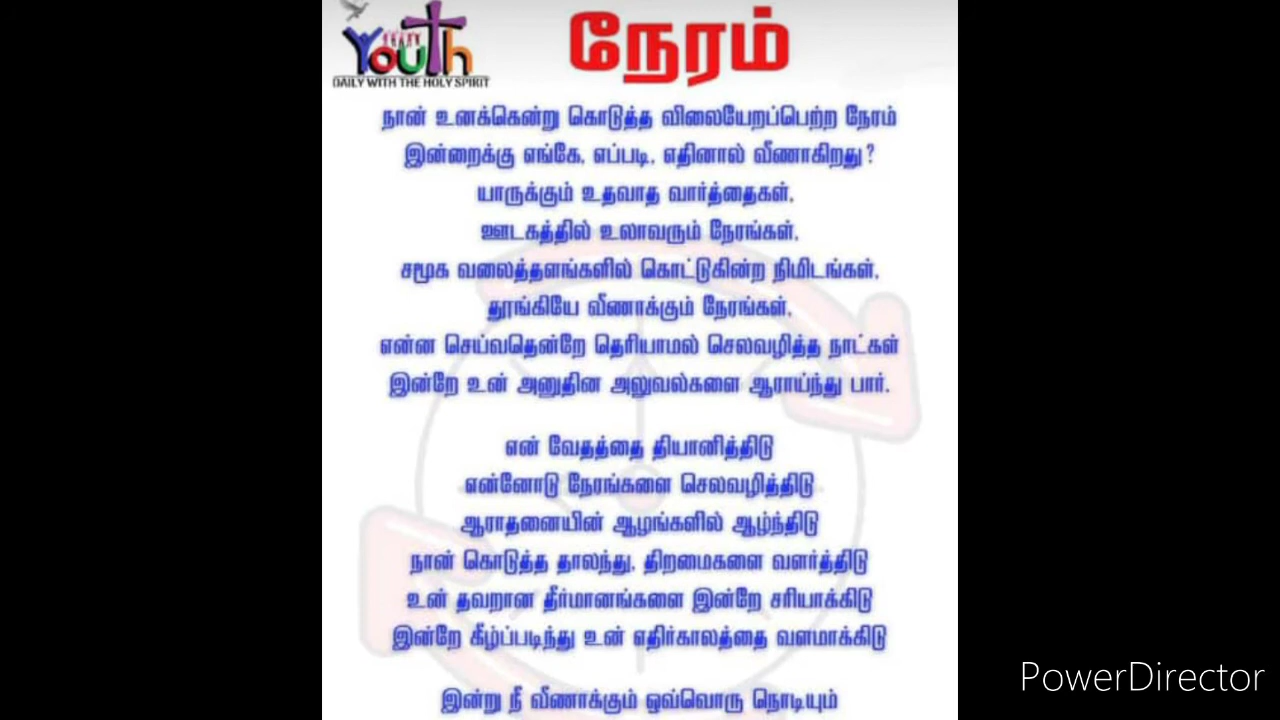 Youth
DAILY WITH THE HOLY SPIRIT
நேரம்
நான் உனக்கென்று கொடுத்த விலையேறப்பெற்ற நேரம்
இன்றைக்கு எங்கே, எப்படி, எதினால் வீணாகிறது?
யாருக்கும் உதவாத வார்த்தைகள்,
ஊடகத்தில் உலாவரும் நேரங்கள்,
சமூக வலைத்தளங்களில் கொட்டுகின்ற நிமிடங்கள்,
தூங்கியே வீணாக்கும் நேரங்கள்,
என்ன செய்வதென்றே தெரியாமல் செலவழித்த நாட்கள்
இன்றே உன் அனுதின அலுவல்களை ஆராய்ந்து பார்.
என் வேதத்தை தியானித்திடு
என்னோடு நேரங்களை செலவழித்திடு
ஆராதனையின் ஆழங்களில் ஆழ்ந்திடு
நான் கொடுத்த தாலந்து, திறமைகளை வளர்த்திடு
உன் தவறான தீர்மானங்களை இன்றே சரியாக்கிடு
இன்றே கீழ்ப்படிந்து உன் எதிர்காலத்தை வளமாக்கிடு
இன்று நீ வீணாக்கும் ஒவ்வொரு நொடியும்
PowerDirector